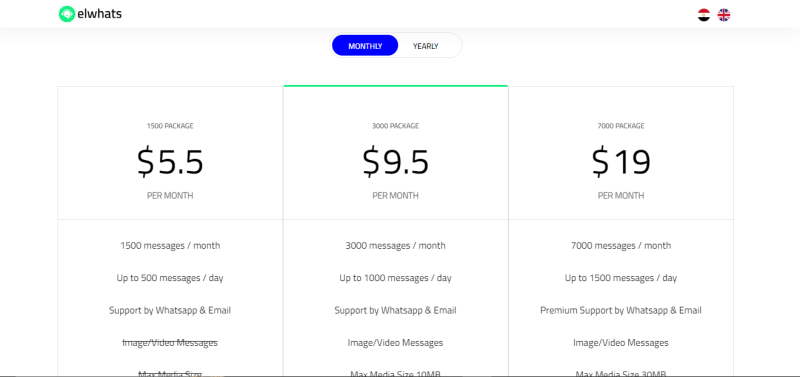 elwhats
MONTHLY YEARLY
1500 PACKAGE
$5.5
PER MONTH
1500 messages / month
Up to 500 messages / day
Support by Whatsapp & Email
Image/Video Messages
Max Media Size
3000 PACKAGE
$9.5
PER MONTH
3000 messages / month
Up to 1000 messages / day
Support by Whatsapp & Email
Image/Video Messages
Max Media Size 10MB
7000 PACKAGE
$19
PER MONTH
7000 messages / month
Up to 1500 messages / day
Premium Support by Whatsapp & Email
Image/Video Messages
Max Media Size 30MB